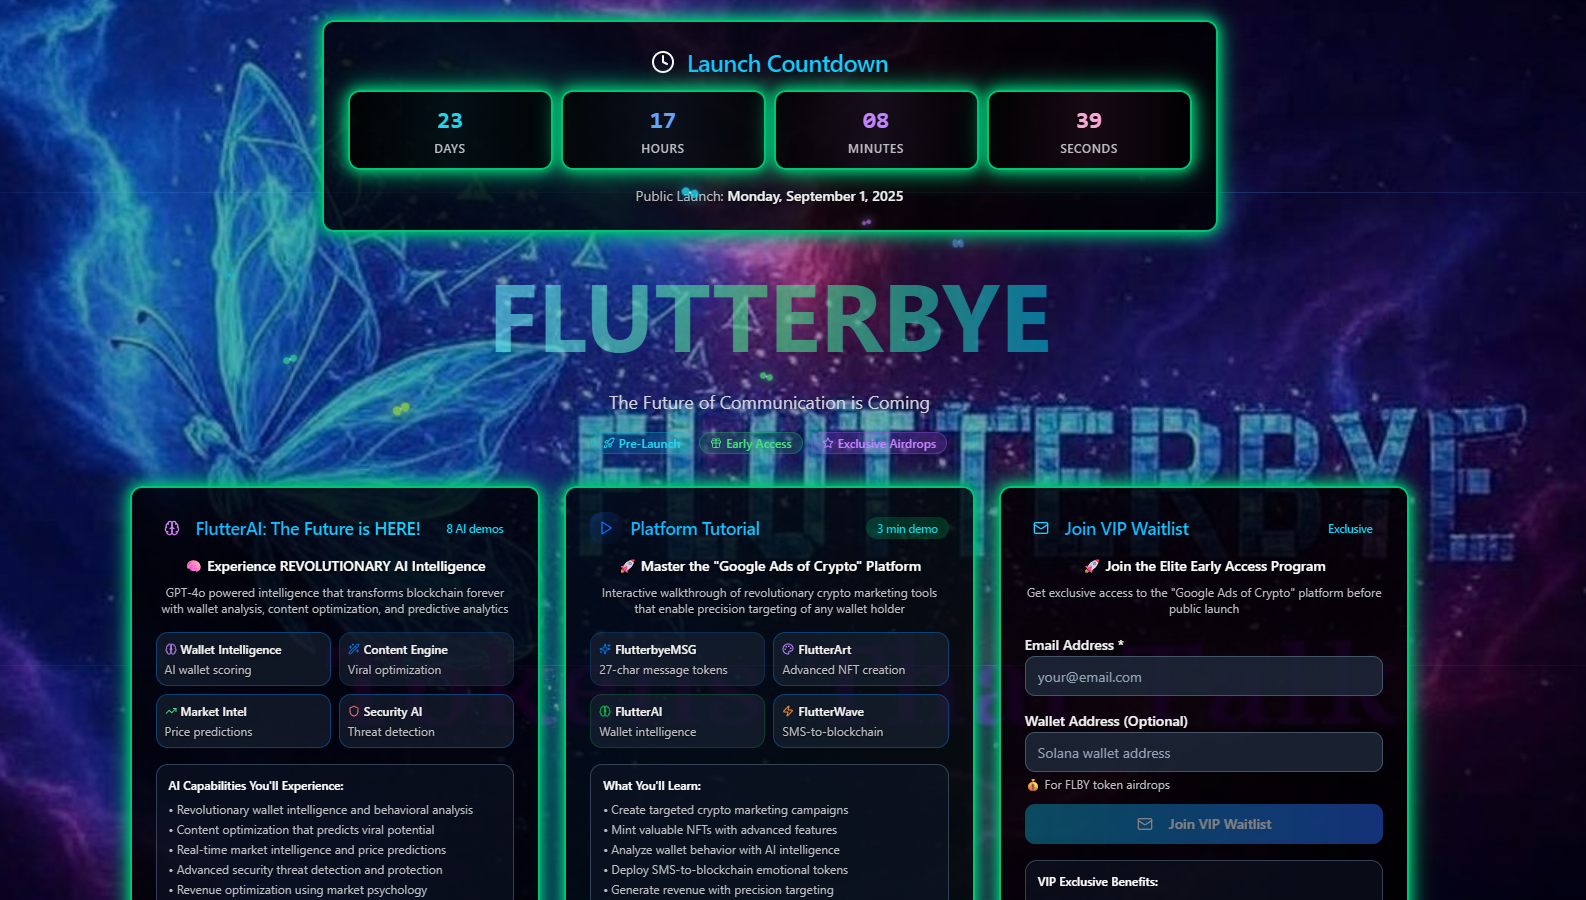 Launch Countdown
23
DAYS
17
HOURS
08
MINUTES
39
SECONDS
Public Launch: Monday, September 1, 2025
FLUTTERBYE
The Future of Communication is Coming
Pre-Launch
Early Access
Exclusive Airdrops
FLUTTERBYE
FlutterAI: The Future is HERE!
8 AI demos
🧠 Experience REVOLUTIONARY AI Intelligence
GPT-4o powered intelligence that transforms blockchain forever
with wallet analysis, content optimization, and predictive analytics
Wallet Intelligence
AI wallet scoring
Content Engine
Viral optimization
Market Intel
Price predictions
Security AI
Threat detection
AI Capabilities You'll Experience:
• Revolutionary wallet intelligence and behavioral analysis
• Content optimization that predicts viral potential
• Real-time market intelligence and price predictions
• Advanced security threat detection and protection
• Revenue optimization using market psychology
Platform Tutorial
3 min demo
🚀 Master the "Google Ads of Crypto" Platform
Interactive walkthrough of revolutionary crypto marketing tools
that enable precision targeting of any wallet holder
FlutterbyeMSG
27-char message tokens
FlutterArt
Advanced NFT creation
FlutterAI
Wallet intelligence
FlutterWave
SMS-to-blockchain
What You'll Learn:
• Create targeted crypto marketing campaigns
• Mint valuable NFTs with advanced features
• Analyze wallet behavior with AI intelligence
• Deploy SMS-to-blockchain emotional tokens
• Generate revenue with precision targeting
Join VIP Waitlist
Exclusive
🚀 Join the Elite Early Access Program
Get exclusive access to the "Google Ads of Crypto" platform before
public launch
Email Address *
your@email.com
Wallet Address (Optional)
Solana wallet address
💰 For FLBY token airdrops
Join VIP Waitlist
VIP Exclusive Benefits: